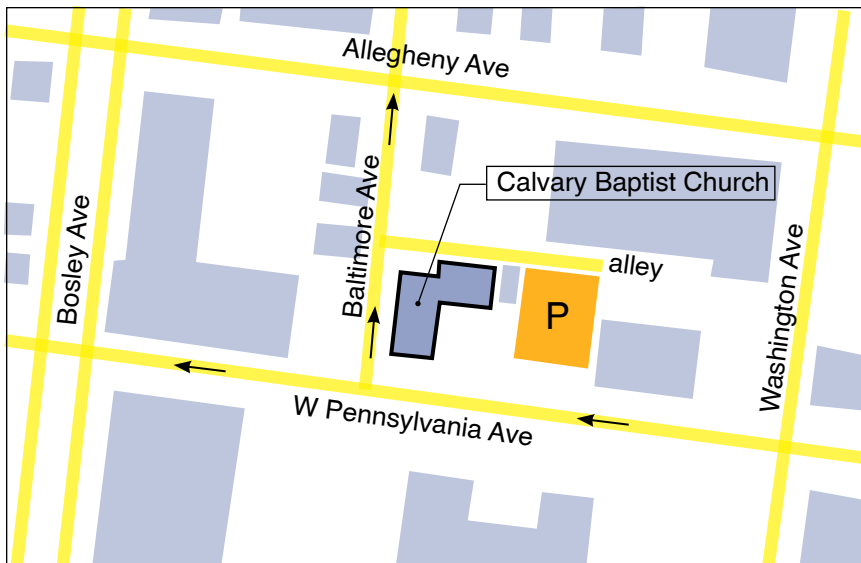 Allegheny Ave
Calvary Baptist Church
Baltimore Ave
Bosley Ave
alley
Washington Ave
P
W Pennsylvania Ave